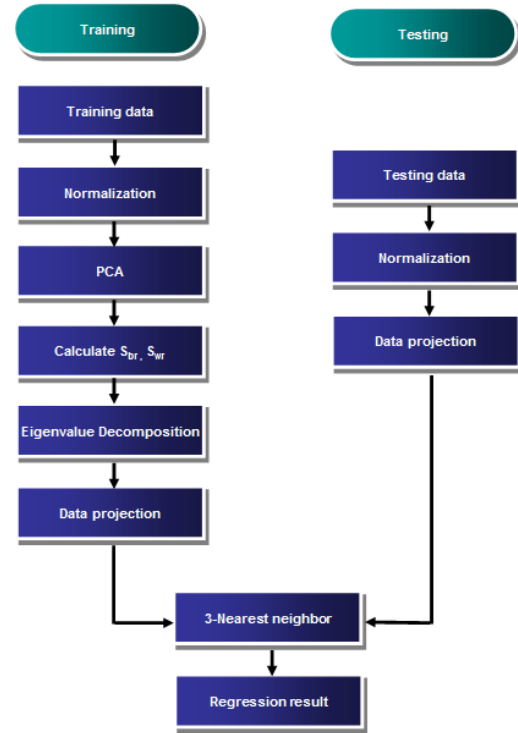 Training
Testing
Training data
Normalization
PCA
Calculate Sbr, Swr
Eigenvalue Decomposition
Data projection
Testing data
Normalization
Data projection
3-Nearest neighbor
Regression result